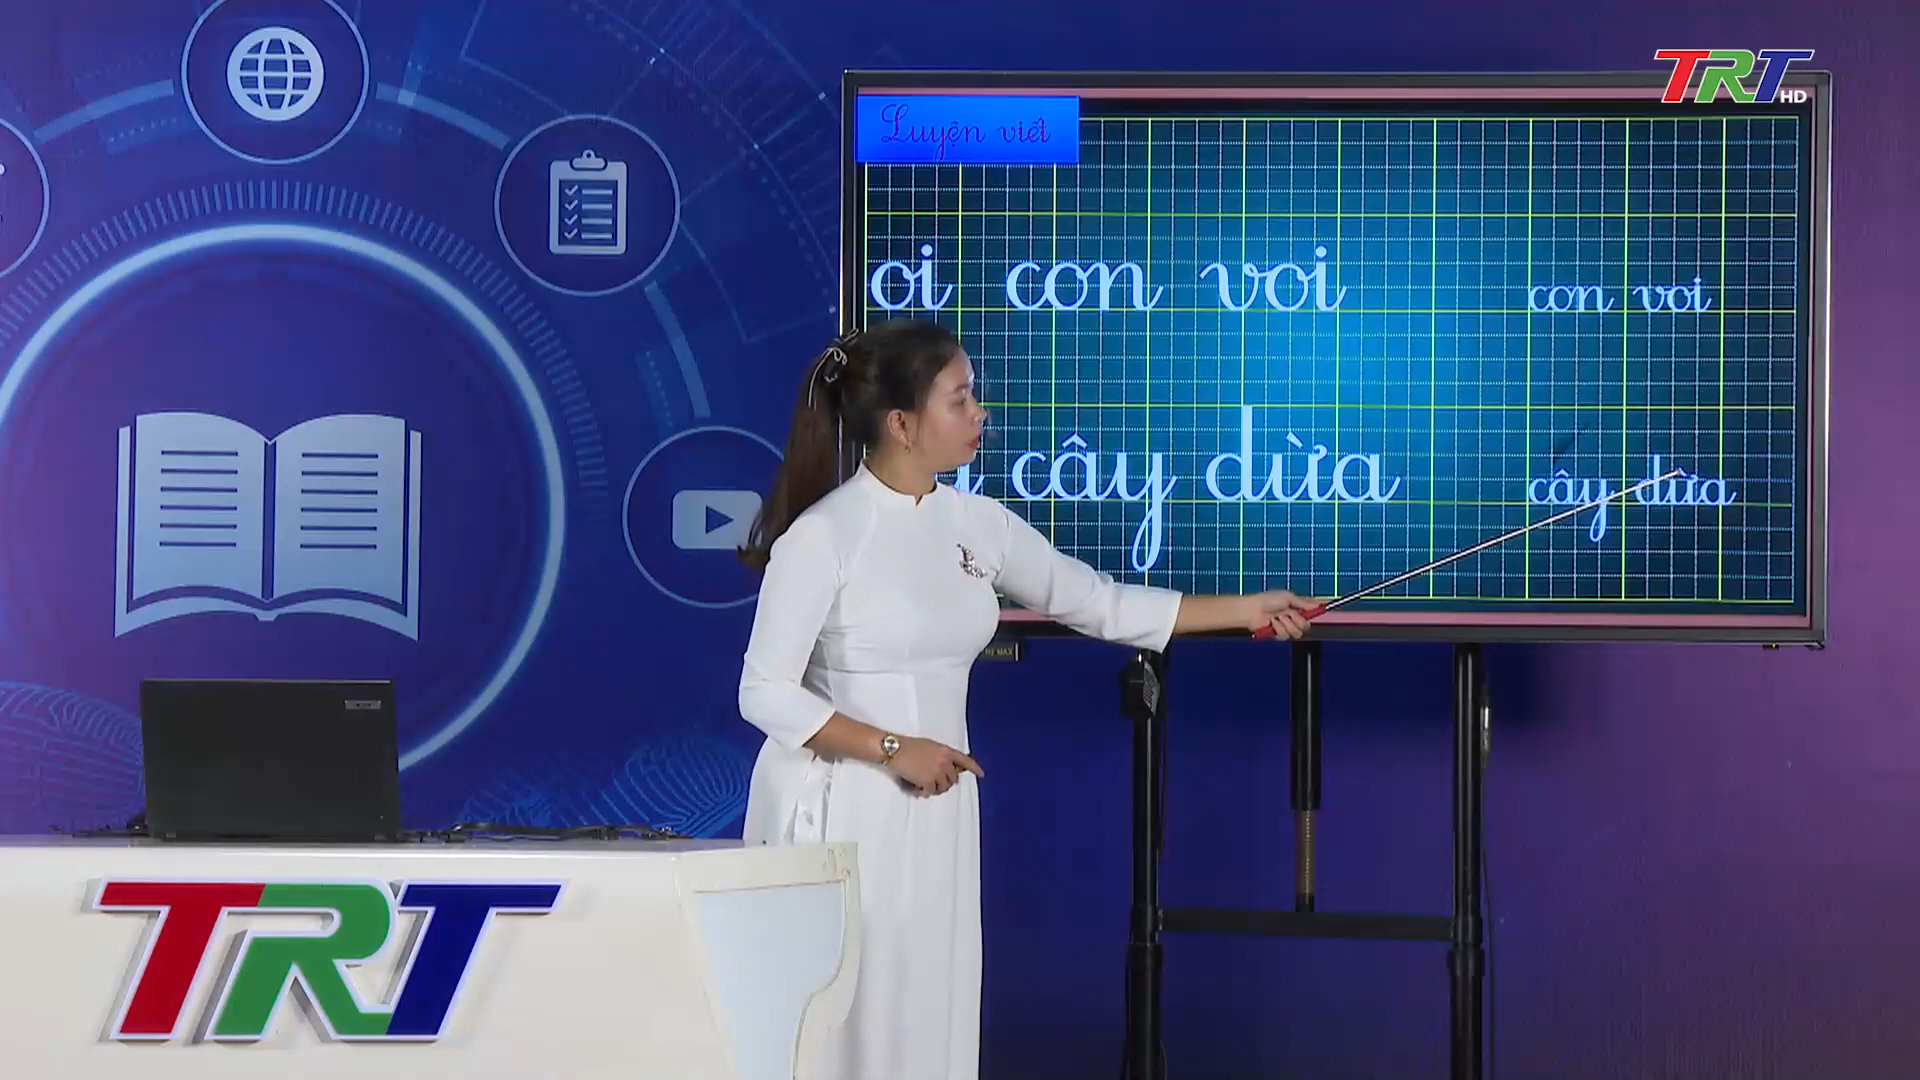 TRT HD
Luyện viết
oi con voi con voi
cây dừa cây dừa
TRT